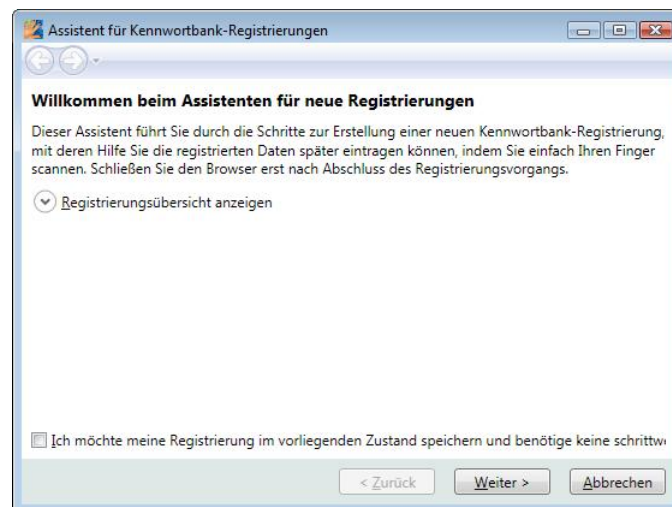 Assistent für Kennwortbank-Registrierungen
Willkommen beim Assistenten für neue Registrierungen
Dieser Assistent führt Sie durch die Schritte zur Erstellung einer neuen Kennwortbank-Registrierung,
mit deren Hilfe Sie die registrierten Daten später eintragen können, indem Sie einfach Ihren Finger
scannen. Schließen Sie den Browser erst nach Abschluss des Registrierungsvorgangs.
Registrierungsübersicht anzeigen
Ich möchte meine Registrierung im vorliegenden Zustand speichern und benötige keine
< Zurück
Weiter >
Abbrechen